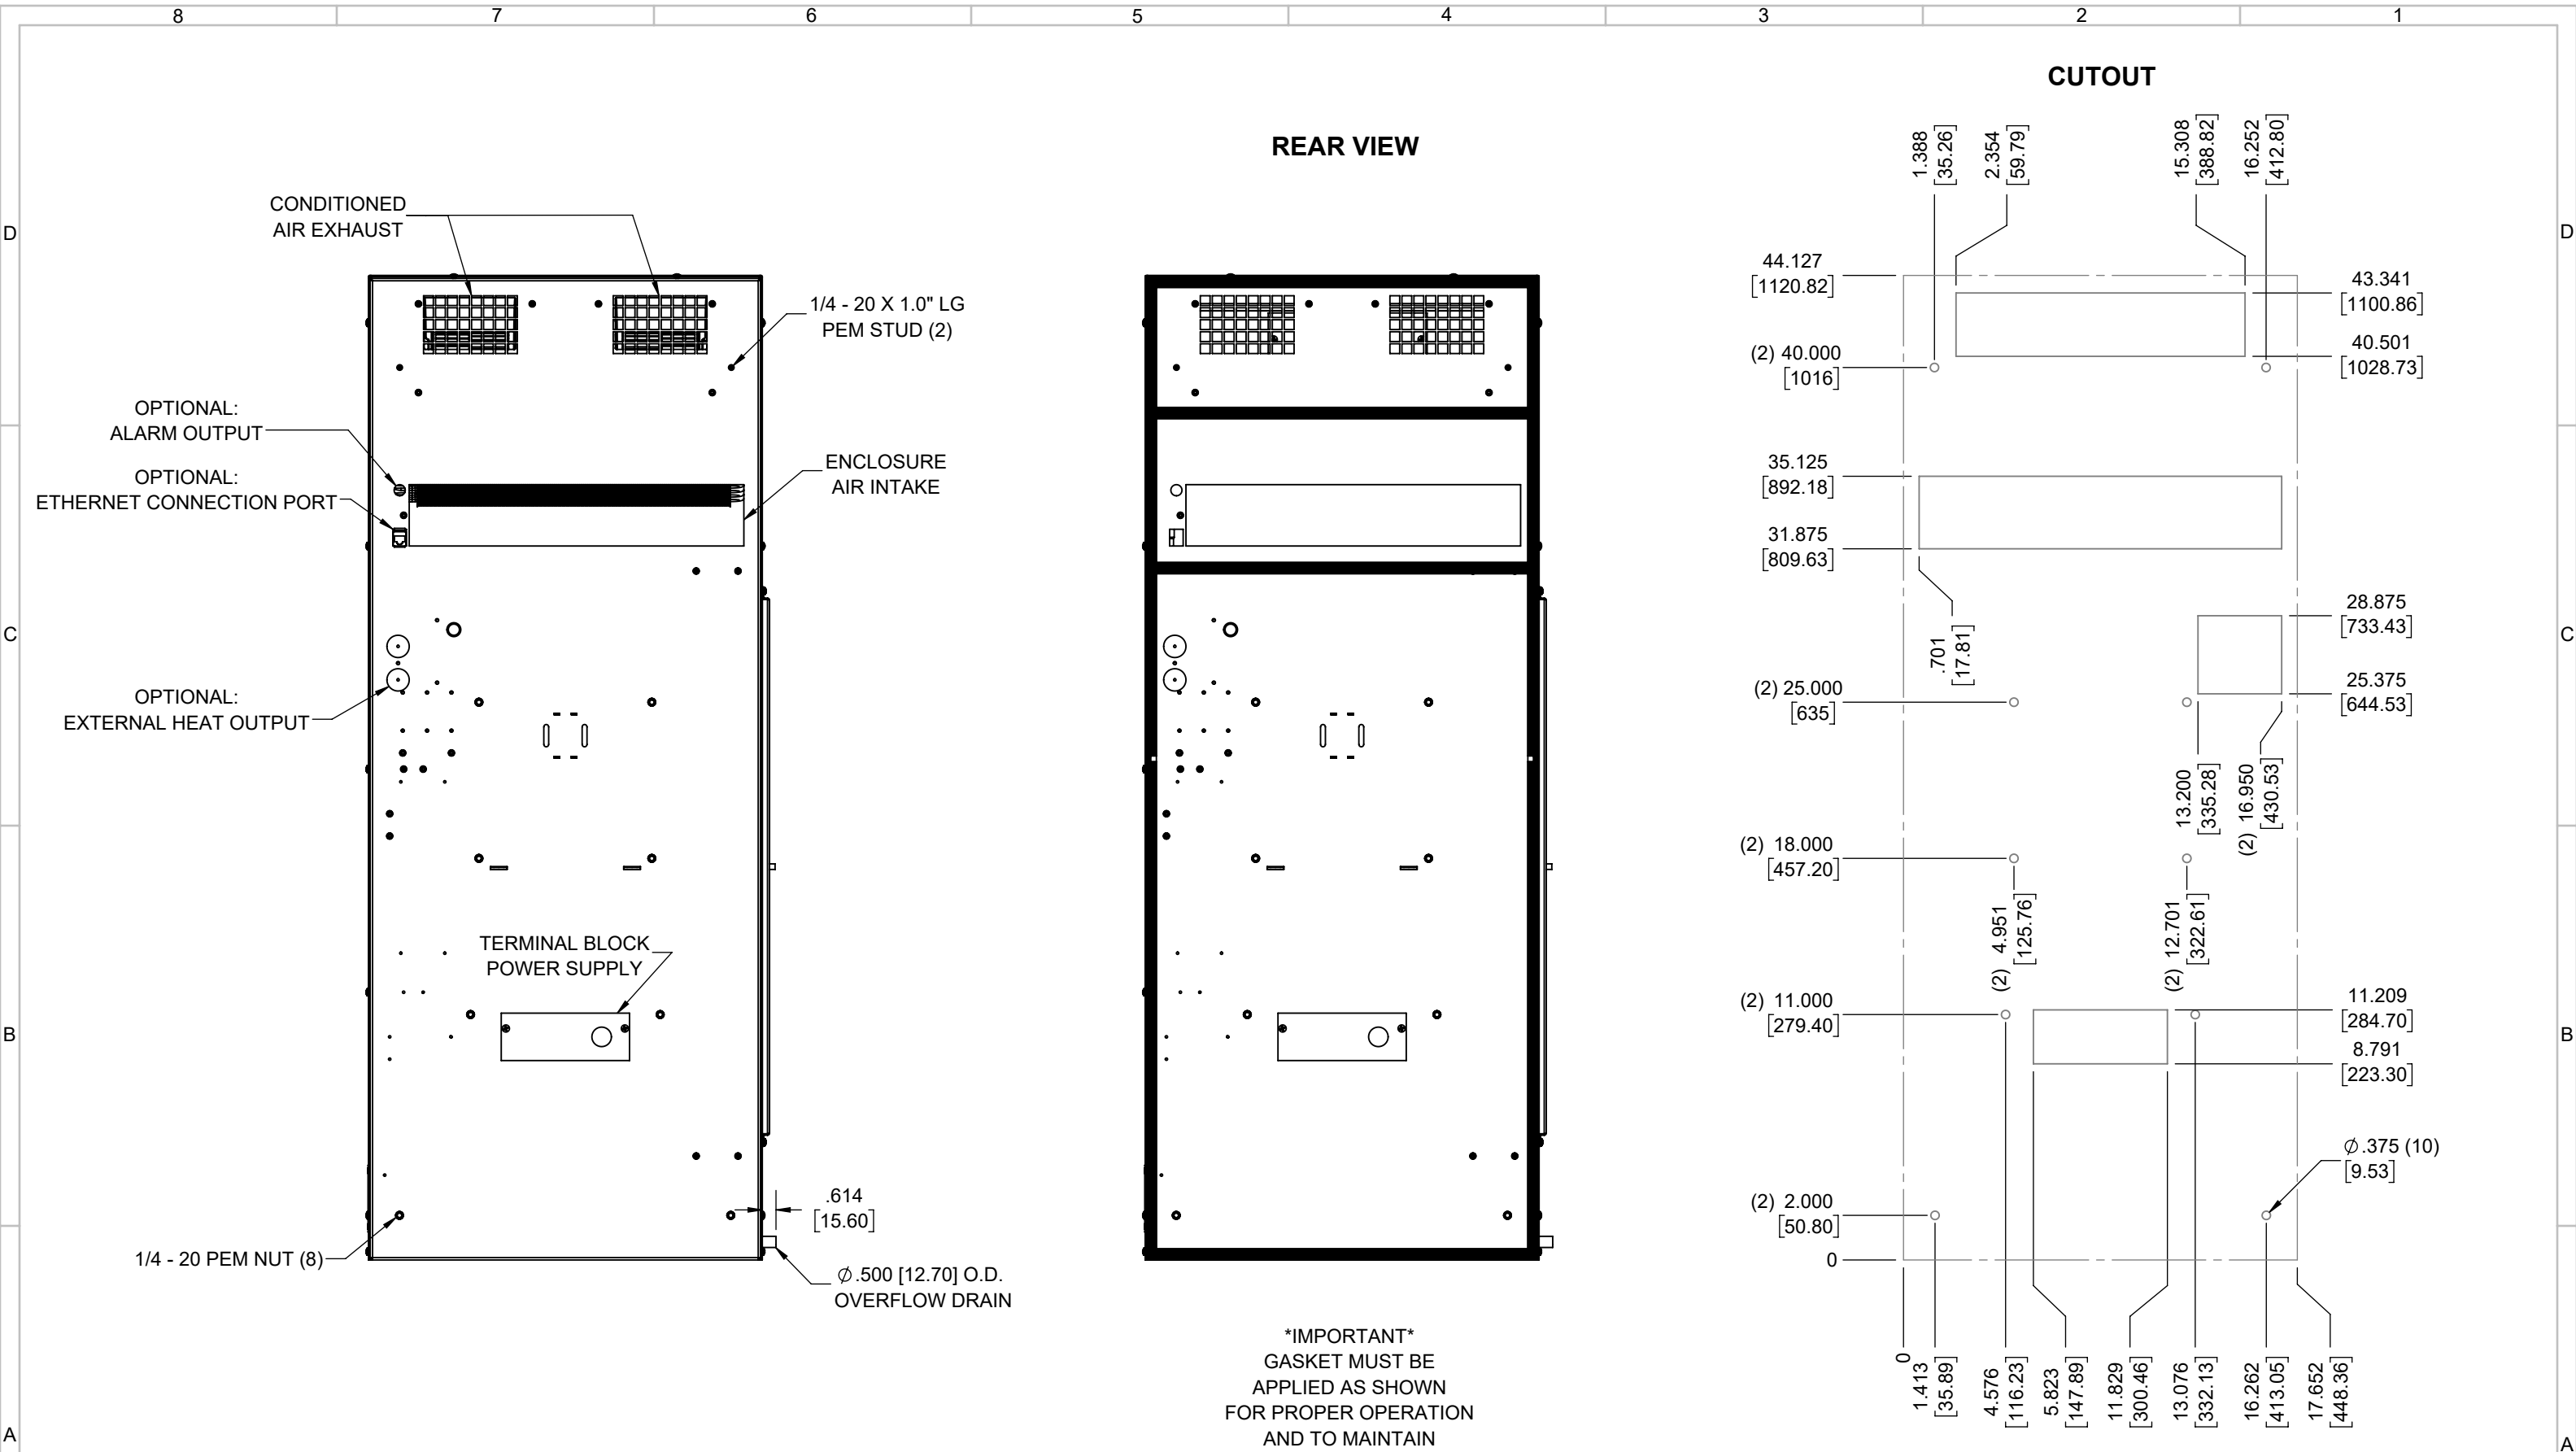 8 7 6 5 4 3 2 1
CUTOUT
REAR VIEW
CONDITIONED
AIR EXHAUST
1/4 - 20 X 1.0" LG
PEM STUD (2)
OPTIONAL:
ALARM OUTPUT
OPTIONAL:
ETHERNET CONNECTION PORT
ENCLOSURE
AIR INTAKE
OPTIONAL:
EXTERNAL HEAT OUTPUT
TERMINAL BLOCK
POWER SUPPLY
.614
[15.60]
1/4 - 20 PEM NUT (8)
Ø.500 [12.70] O.D.
OVERFLOW DRAIN
*IMPORTANT*
GASKET MUST BE
APPLIED AS SHOWN
FOR PROPER OPERATION
AND TO MAINTAIN
1.388
[35.26]
2.354
[59.79]
15.308
[388.82]
16.252
[412.80]
44.127
[1120.82]
43.341
[1100.86]
(2) 40.000
[1016]
40.501
[1028.73]
35.125
[892.18]
31.875
[809.63]
.701
[17.81]
28.875
[733.43]
(2) 25.000
[635]
25.375
[644.53]
13.200
[335.28]
(2) 16.950
[430.53]
(2) 18.000
[457.20]
(2) 4.951
[125.76]
(2) 12.701
[322.61]
(2) 11.000
[279.40]
11.209
[284.70]
8.791
[223.30]
Ø.375 (10)
[9.53]
(2) 2.000
[50.80]
0
0
1.413
[35.89]
4.576
[116.23]
5.823
[147.89]
11.829
[300.46]
13.076
[332.13]
16.262
[413.05]
17.652
[448.36]
D
C
B
A
D
C
B
A